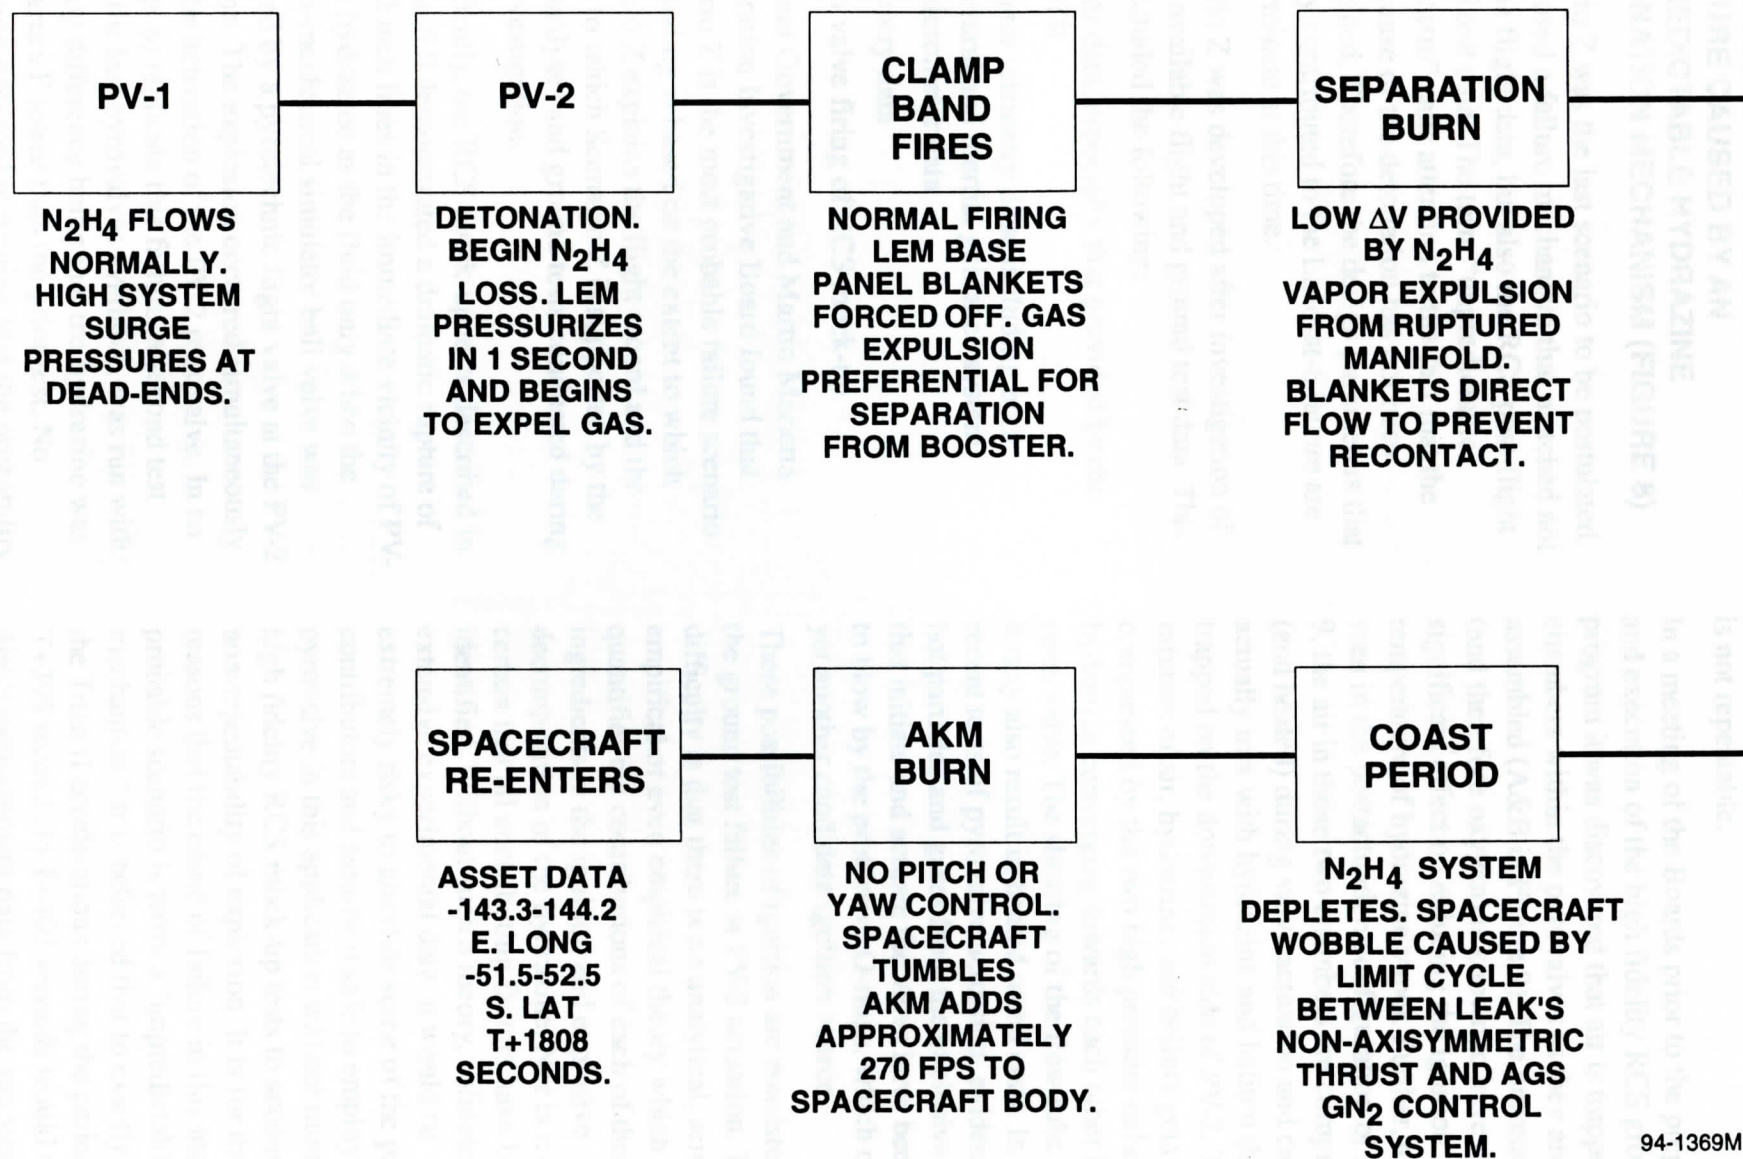 PV-1
N₂H₄ FLOWS
NORMALLY.
HIGH SYSTEM
SURGE
PRESSURES AT
DEAD-ENDS.
PV-2
DETONATION.
BEGIN N₂H₄
LOSS. LEM
PRESSURIZES
IN 1 SECOND
AND BEGINS
TO EXPEL GAS.
CLAMP
BAND
FIRES
NORMAL FIRING
LEM BASE
PANEL BLANKETS
FORCED OFF. GAS
EXPULSION
PREFERENTIAL FOR
SEPARATION
FROM BOOSTER.
SEPARATION
BURN
LOW ΔV PROVIDED
BY N₂H₄
VAPOR EXPULSION
FROM RUPTURED
MANIFOLD.
BLANKETS DIRECT
FLOW TO PREVENT
RECONTACT.
SPACECRAFT
RE-ENTERS
ASSET DATA
-143.3-144.2
E. LONG
-51.5-52.5
S. LAT
T+1808
SECONDS.
AKM
BURN
NO PITCH OR
YAW CONTROL.
SPACECRAFT
TUMBLES
AKM ADDS
APPROXIMATELY
270 FPS TO
SPACECRAFT BODY.
COAST
PERIOD
N₂H₄ SYSTEM
DEPLETES. SPACECRAFT
WOBBLE CAUSED BY
LIMIT CYCLE
BETWEEN LEAK'S
NON-AXISYMMETRIC
THRUST AND AGS
GN₂ CONTROL
SYSTEM.
94-1369M